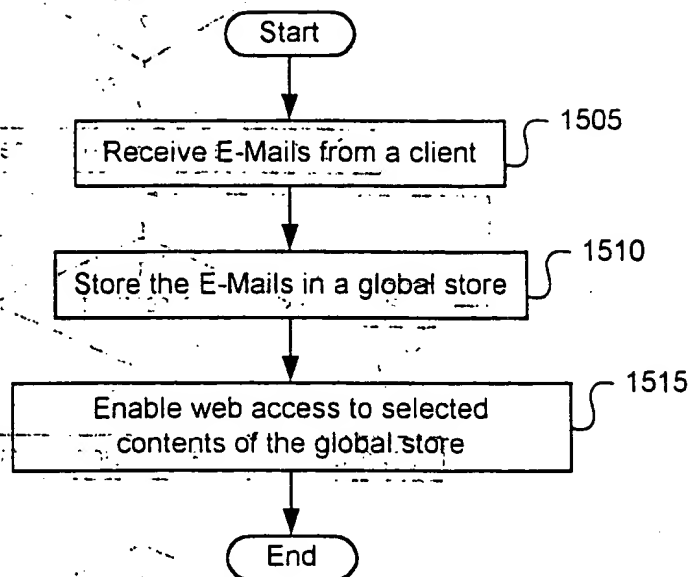 Start
Receive E-Mails from a client
1505
Store the E-Mails in a global store
1510
Enable web access to selected
contents of the global store
1515
End